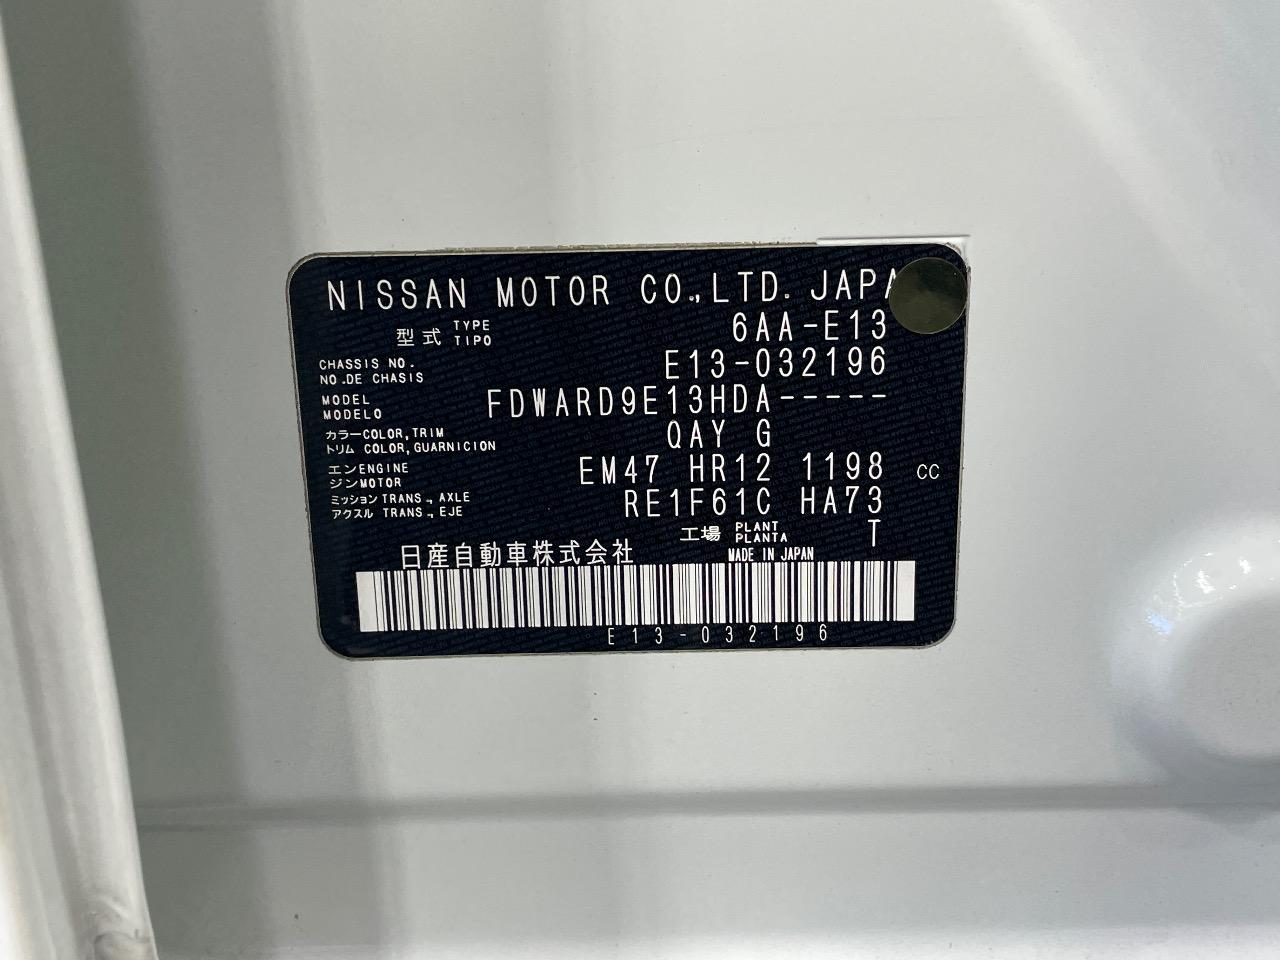 NISSAN MOTOR CO.,LTD. JAPA
型式 TYPE TIPO 6AA-E13
CHASSIS NO. NO.DE CHASIS E13-032196
MODEL MODELO FDWARD9E13HDA-----
カラー COLOR,TRIM トリム COLOR,GUARNICION QAY G
エンジン ENGINE MOTOR EM47 HR12 1198 CC
ミッション TRANS., AXLE アクスル TRANS., EJE RE1F61C HA73
工場 PLANT PLANTA T
日産自動車株式会社 MADE IN JAPAN
E13-032196